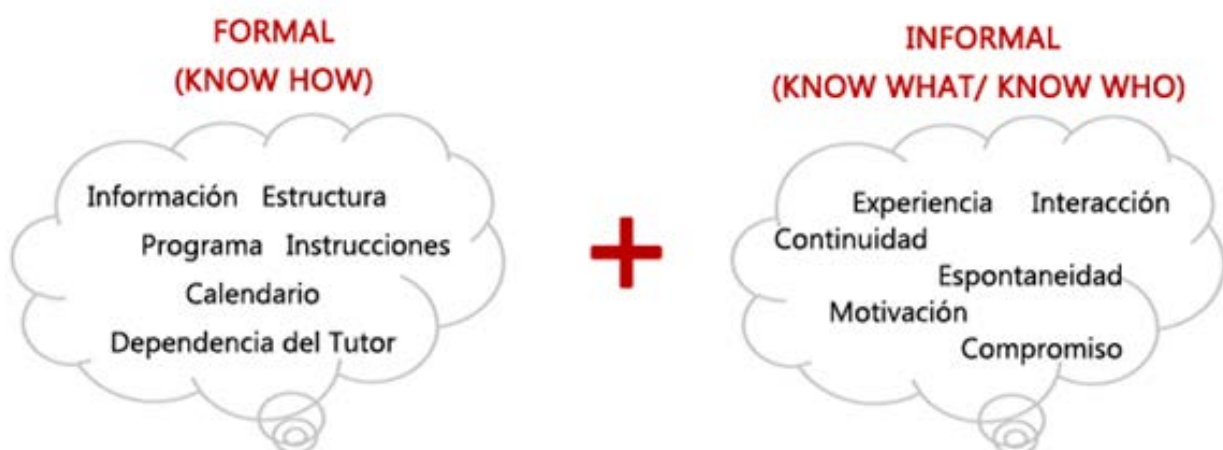 FORMAL
(KNOW HOW)
Información Estructura
Programa Instrucciones
Calendario
Dependencia del Tutor
+
INFORMAL
(KNOW WHAT/ KNOW WHO)
Experiencia Interacción
Continuidad
Espontaneidad
Motivación
Compromiso